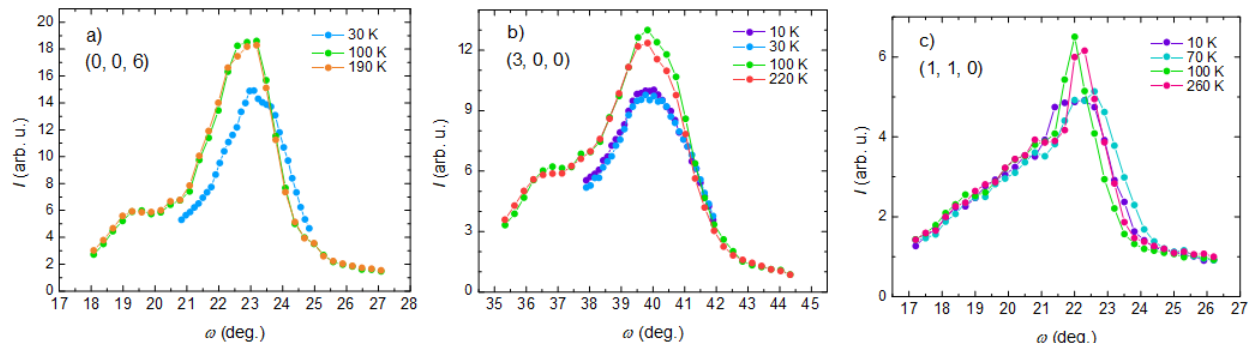 a)
(0, 0, 6)
30 K
100 K
190 K
I (arb. u.)
20
18
16
14
12
10
8
6
4
2
17 18 19 20 21 22 23 24 25 26 27 28
ω (deg.)
b)
(3, 0, 0)
10 K
30 K
100 K
220 K
I (arb. u.)
12
9
6
3
0
35 36 37 38 39 40 41 42 43 44 45
ω (deg.)
c)
(1, 1, 0)
10 K
70 K
100 K
260 K
I (arb. u.)
6
4
2
0
17 18 19 20 21 22 23 24 25 26 27
ω (deg.)